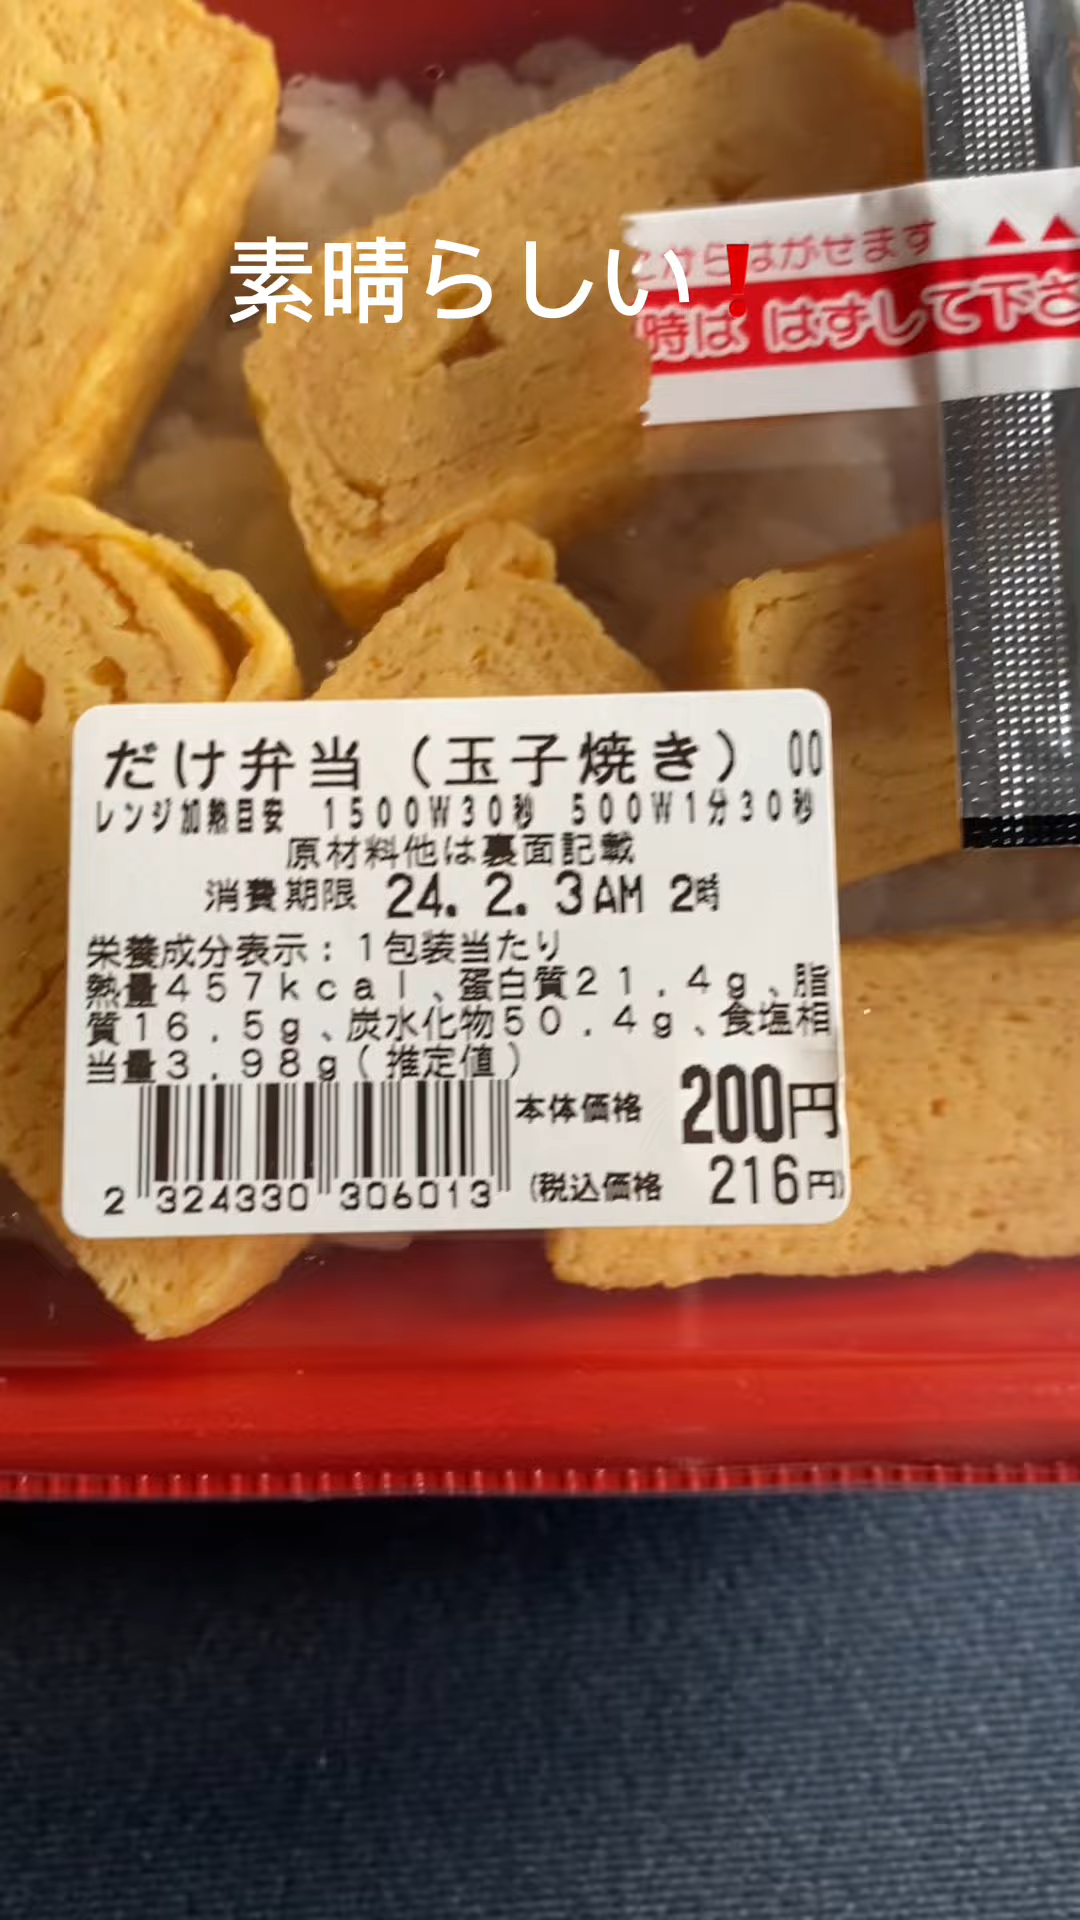 素晴らしい❗
からはがせます ▲▲
時は はずして下さ
だけ弁当（玉子焼き） 00
レンジ加熱目安 1500W30秒 500W1分30秒
原材料他は裏面記載
消費期限 24. 2. 3AM 2時
栄養成分表示：1包装当たり
熱量457kcal、蛋白質21.4g、脂
質16.5g、炭水化物50.4g、食塩相
当量3.98g(推定値)
本体価格 200円
(税込価格 216円)
2 324330 306013